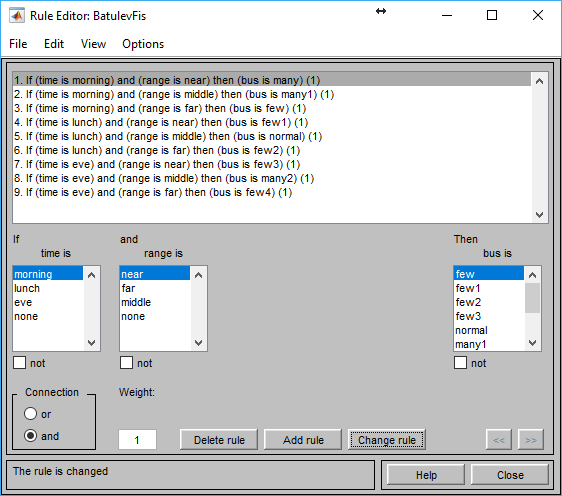 Rule Editor: BatulevFis
File Edit View Options
1. If (time is morning) and (range is near) then (bus is many) (1)
2. If (time is morning) and (range is middle) then (bus is many1) (1)
3. If (time is morning) and (range is far) then (bus is few) (1)
4. If (time is lunch) and (range is near) then (bus is few1) (1)
5. If (time is lunch) and (range is middle) then (bus is normal) (1)
6. If (time is lunch) and (range is far) then (bus is few2) (1)
7. If (time is eve) and (range is near) then (bus is few3) (1)
8. If (time is eve) and (range is middle) then (bus is many2) (1)
9. If (time is eve) and (range is far) then (bus is few4) (1)
If
time is
morning
lunch
eve
none
not
and
range is
near
far
middle
none
not
Then
bus is
few
few1
few2
few3
normal
many1
not
Connection
or
and
Weight:
1
Delete rule
Add rule
Change rule
<<
>>
The rule is changed
Help
Close